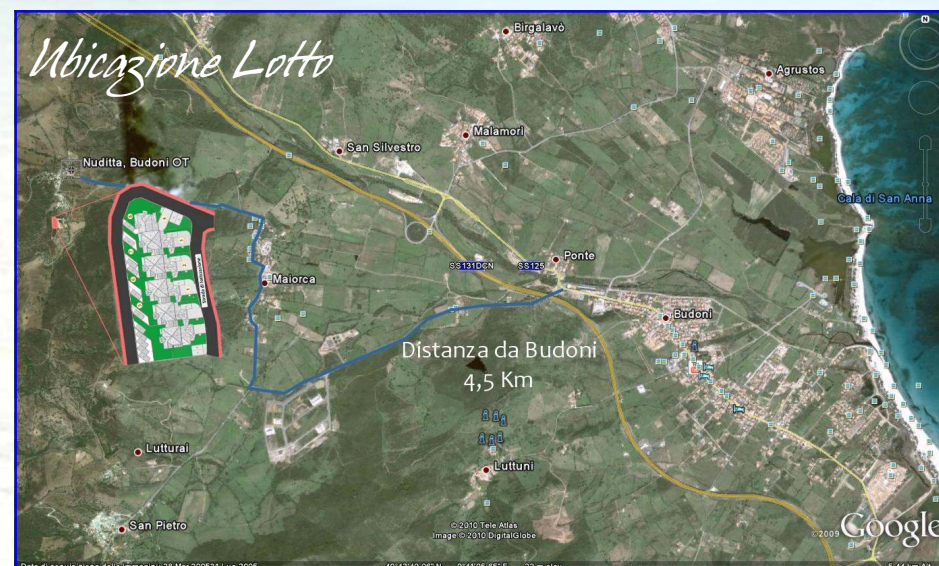 Ubicazione Lotto
Birgalavò
Agrustos
Malamorì
San Silvestro
Nuditta, Budoni OT
Cala di San Anna
Ponte
SS131DCN
SS125
Maiorca
Budoni
Distanza da Budoni
4,5 Km
Lutturai
Luttuni
San Pietro
© 2010 Tele Atlas
Image © 2010 DigitalGlobe
©2009 Google